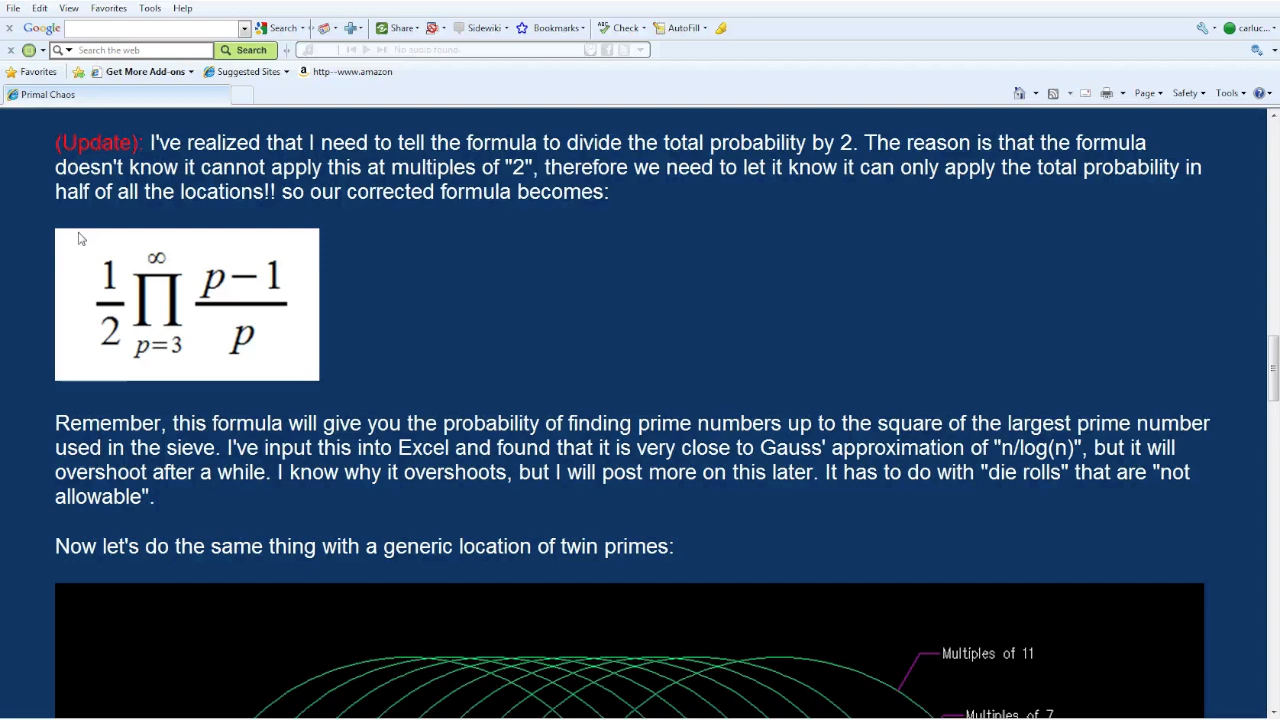 File Edit View Favorites Tools Help
Google Search Share Sidewiki Bookmarks Check AutoFill carluc...
Search the web Search No audio found.
Favorites Get More Add-ons Suggested Sites http--www.amazon
Primal Chaos Page Safety Tools
(Update): I've realized that I need to tell the formula to divide the total probability by 2. The reason is that the formula
doesn't know it cannot apply this at multiples of "2", therefore we need to let it know it can only apply the total probability in
half of all the locations!! so our corrected formula becomes:
1/2 ∞∏p=3 p−1/p
Remember, this formula will give you the probability of finding prime numbers up to the square of the largest prime number
used in the sieve. I've input this into Excel and found that it is very close to Gauss' approximation of "n/log(n)", but it will
overshoot after a while. I know why it overshoots, but I will post more on this later. It has to do with "die rolls" that are "not
allowable".
Now let's do the same thing with a generic location of twin primes:
Multiples of 11
Multiples of 7